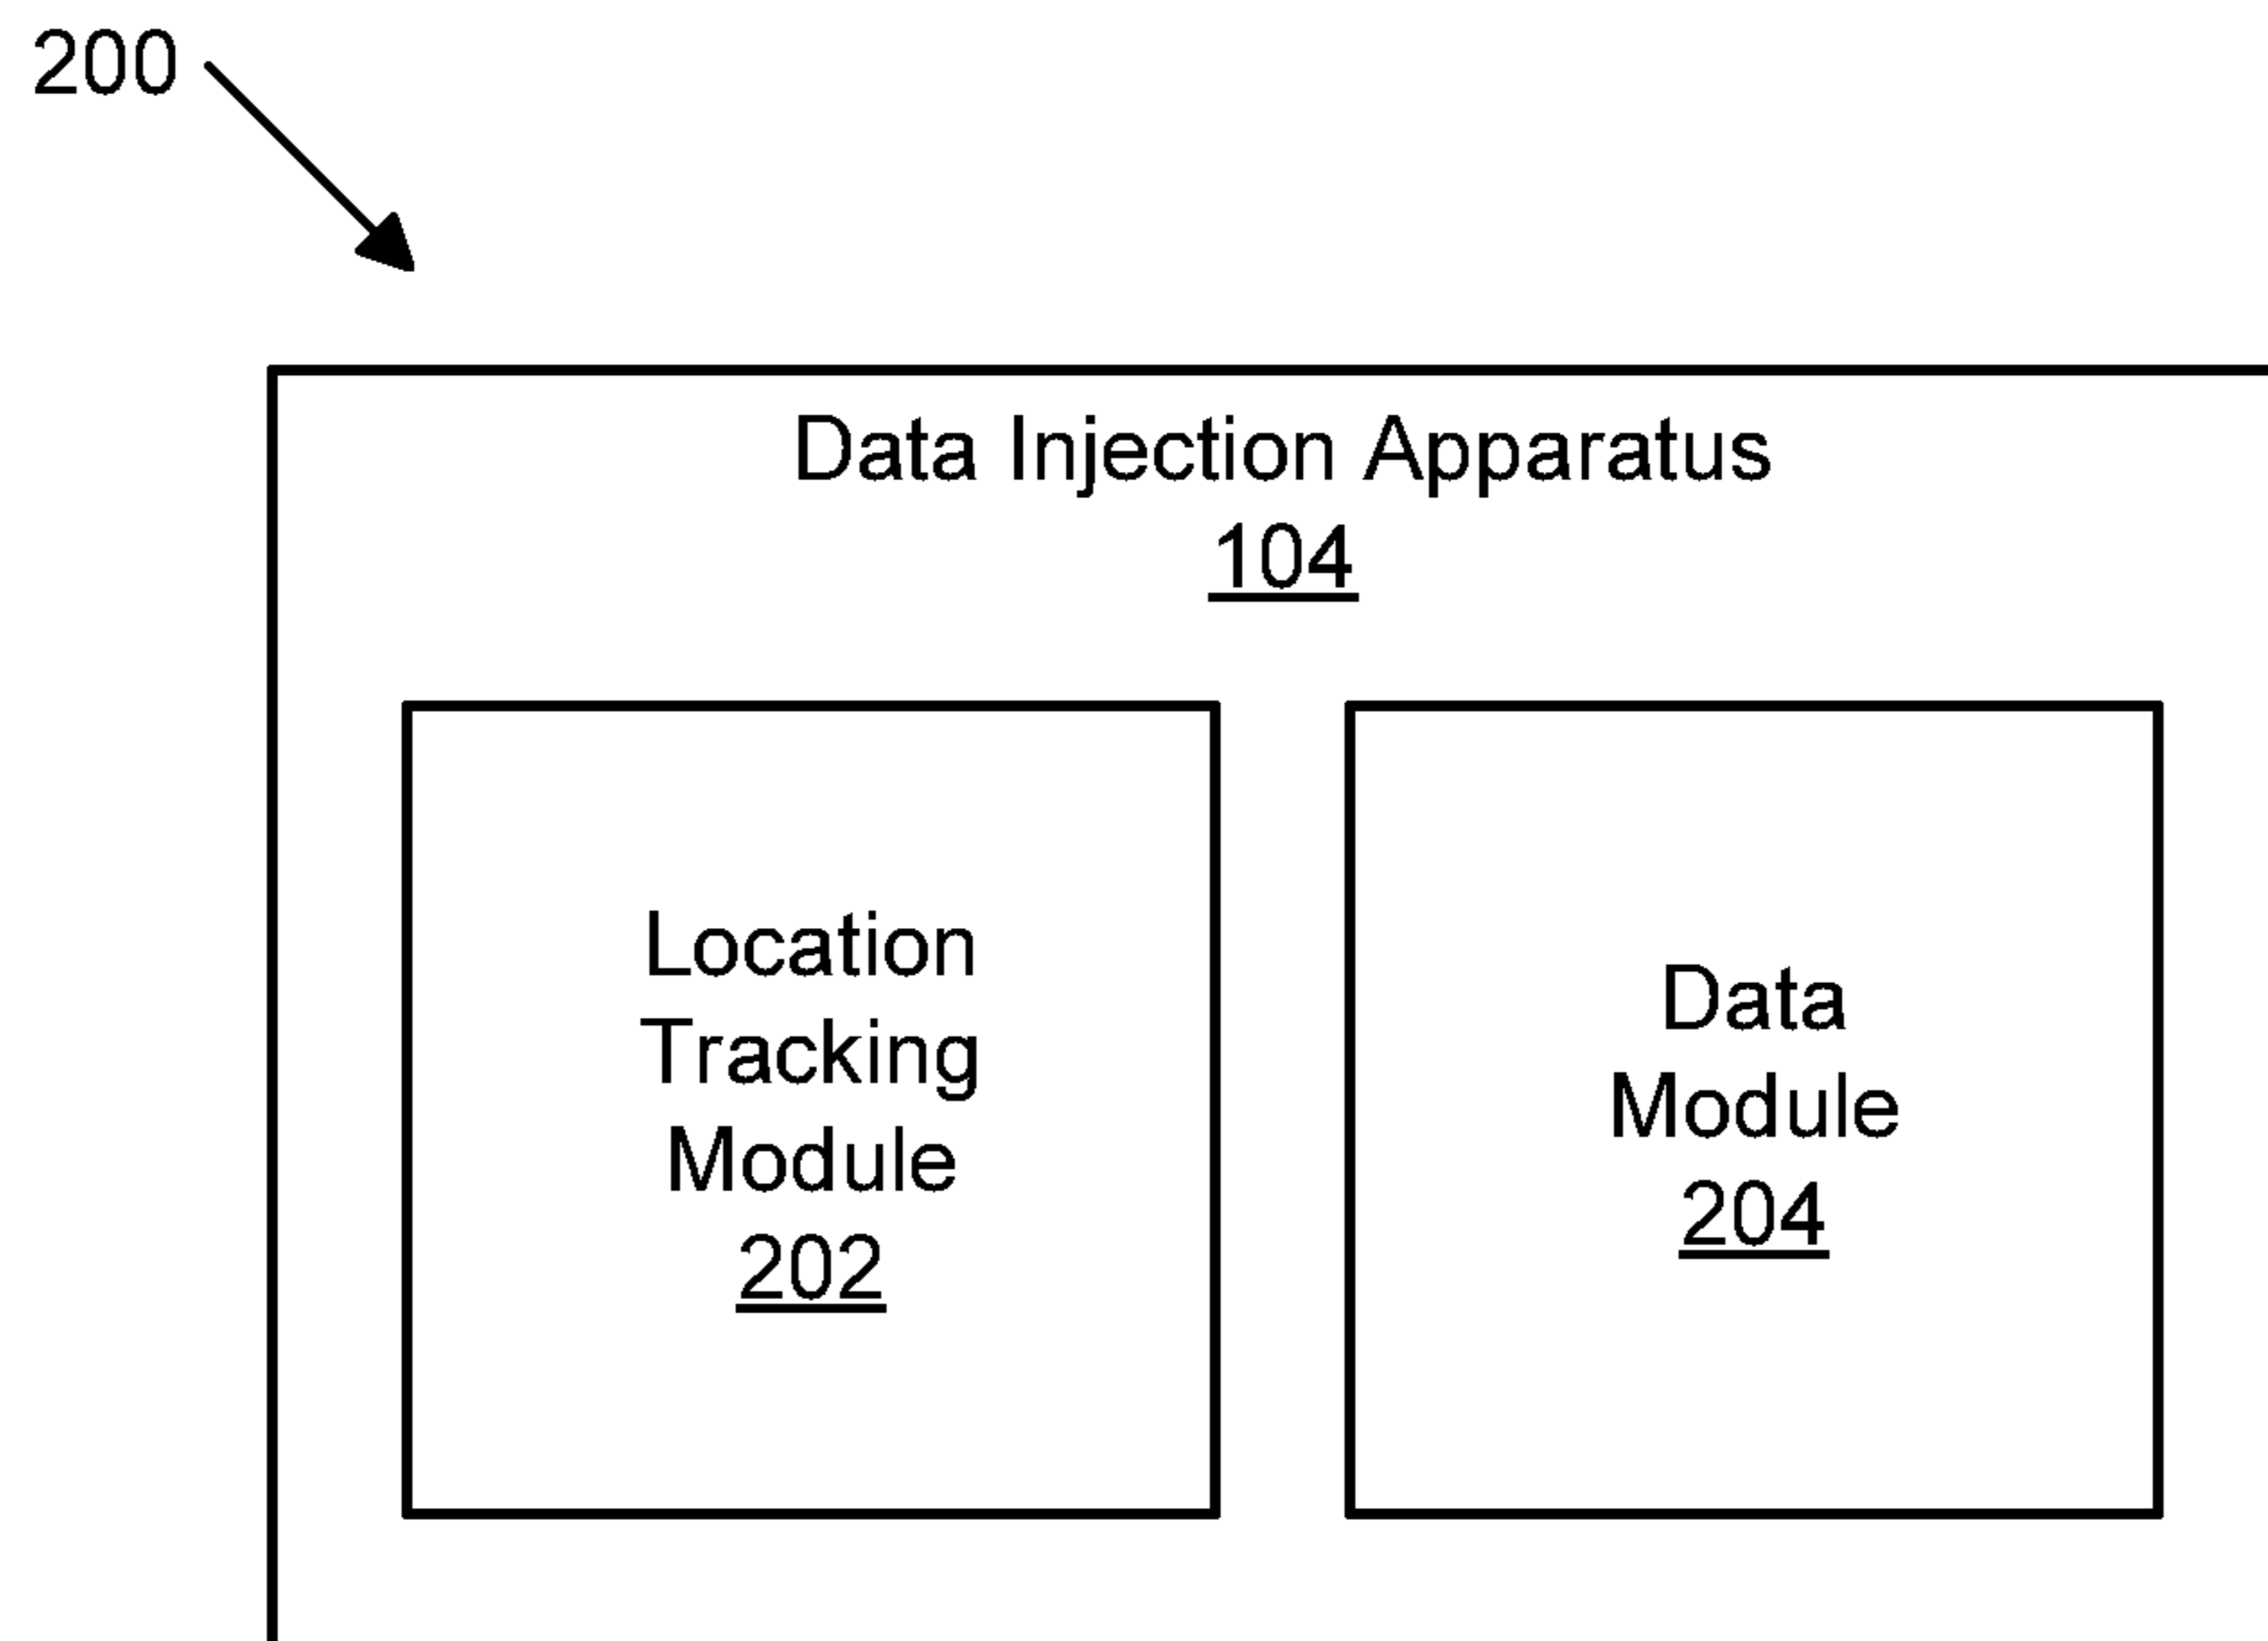 200
Data Injection Apparatus
104
Location
Tracking
Module
202
Data
Module
204